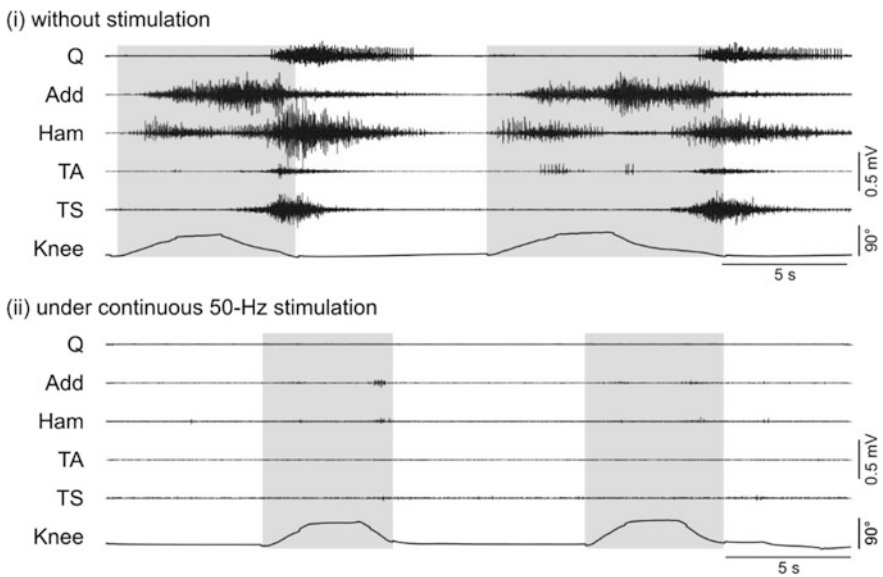 (i) without stimulation
Q
Add
Ham
TA
0.5 mV
TS
Knee
90°
5 s
(ii) under continuous 50-Hz stimulation
Q
Add
Ham
TA
0.5 mV
TS
Knee
90°
5 s